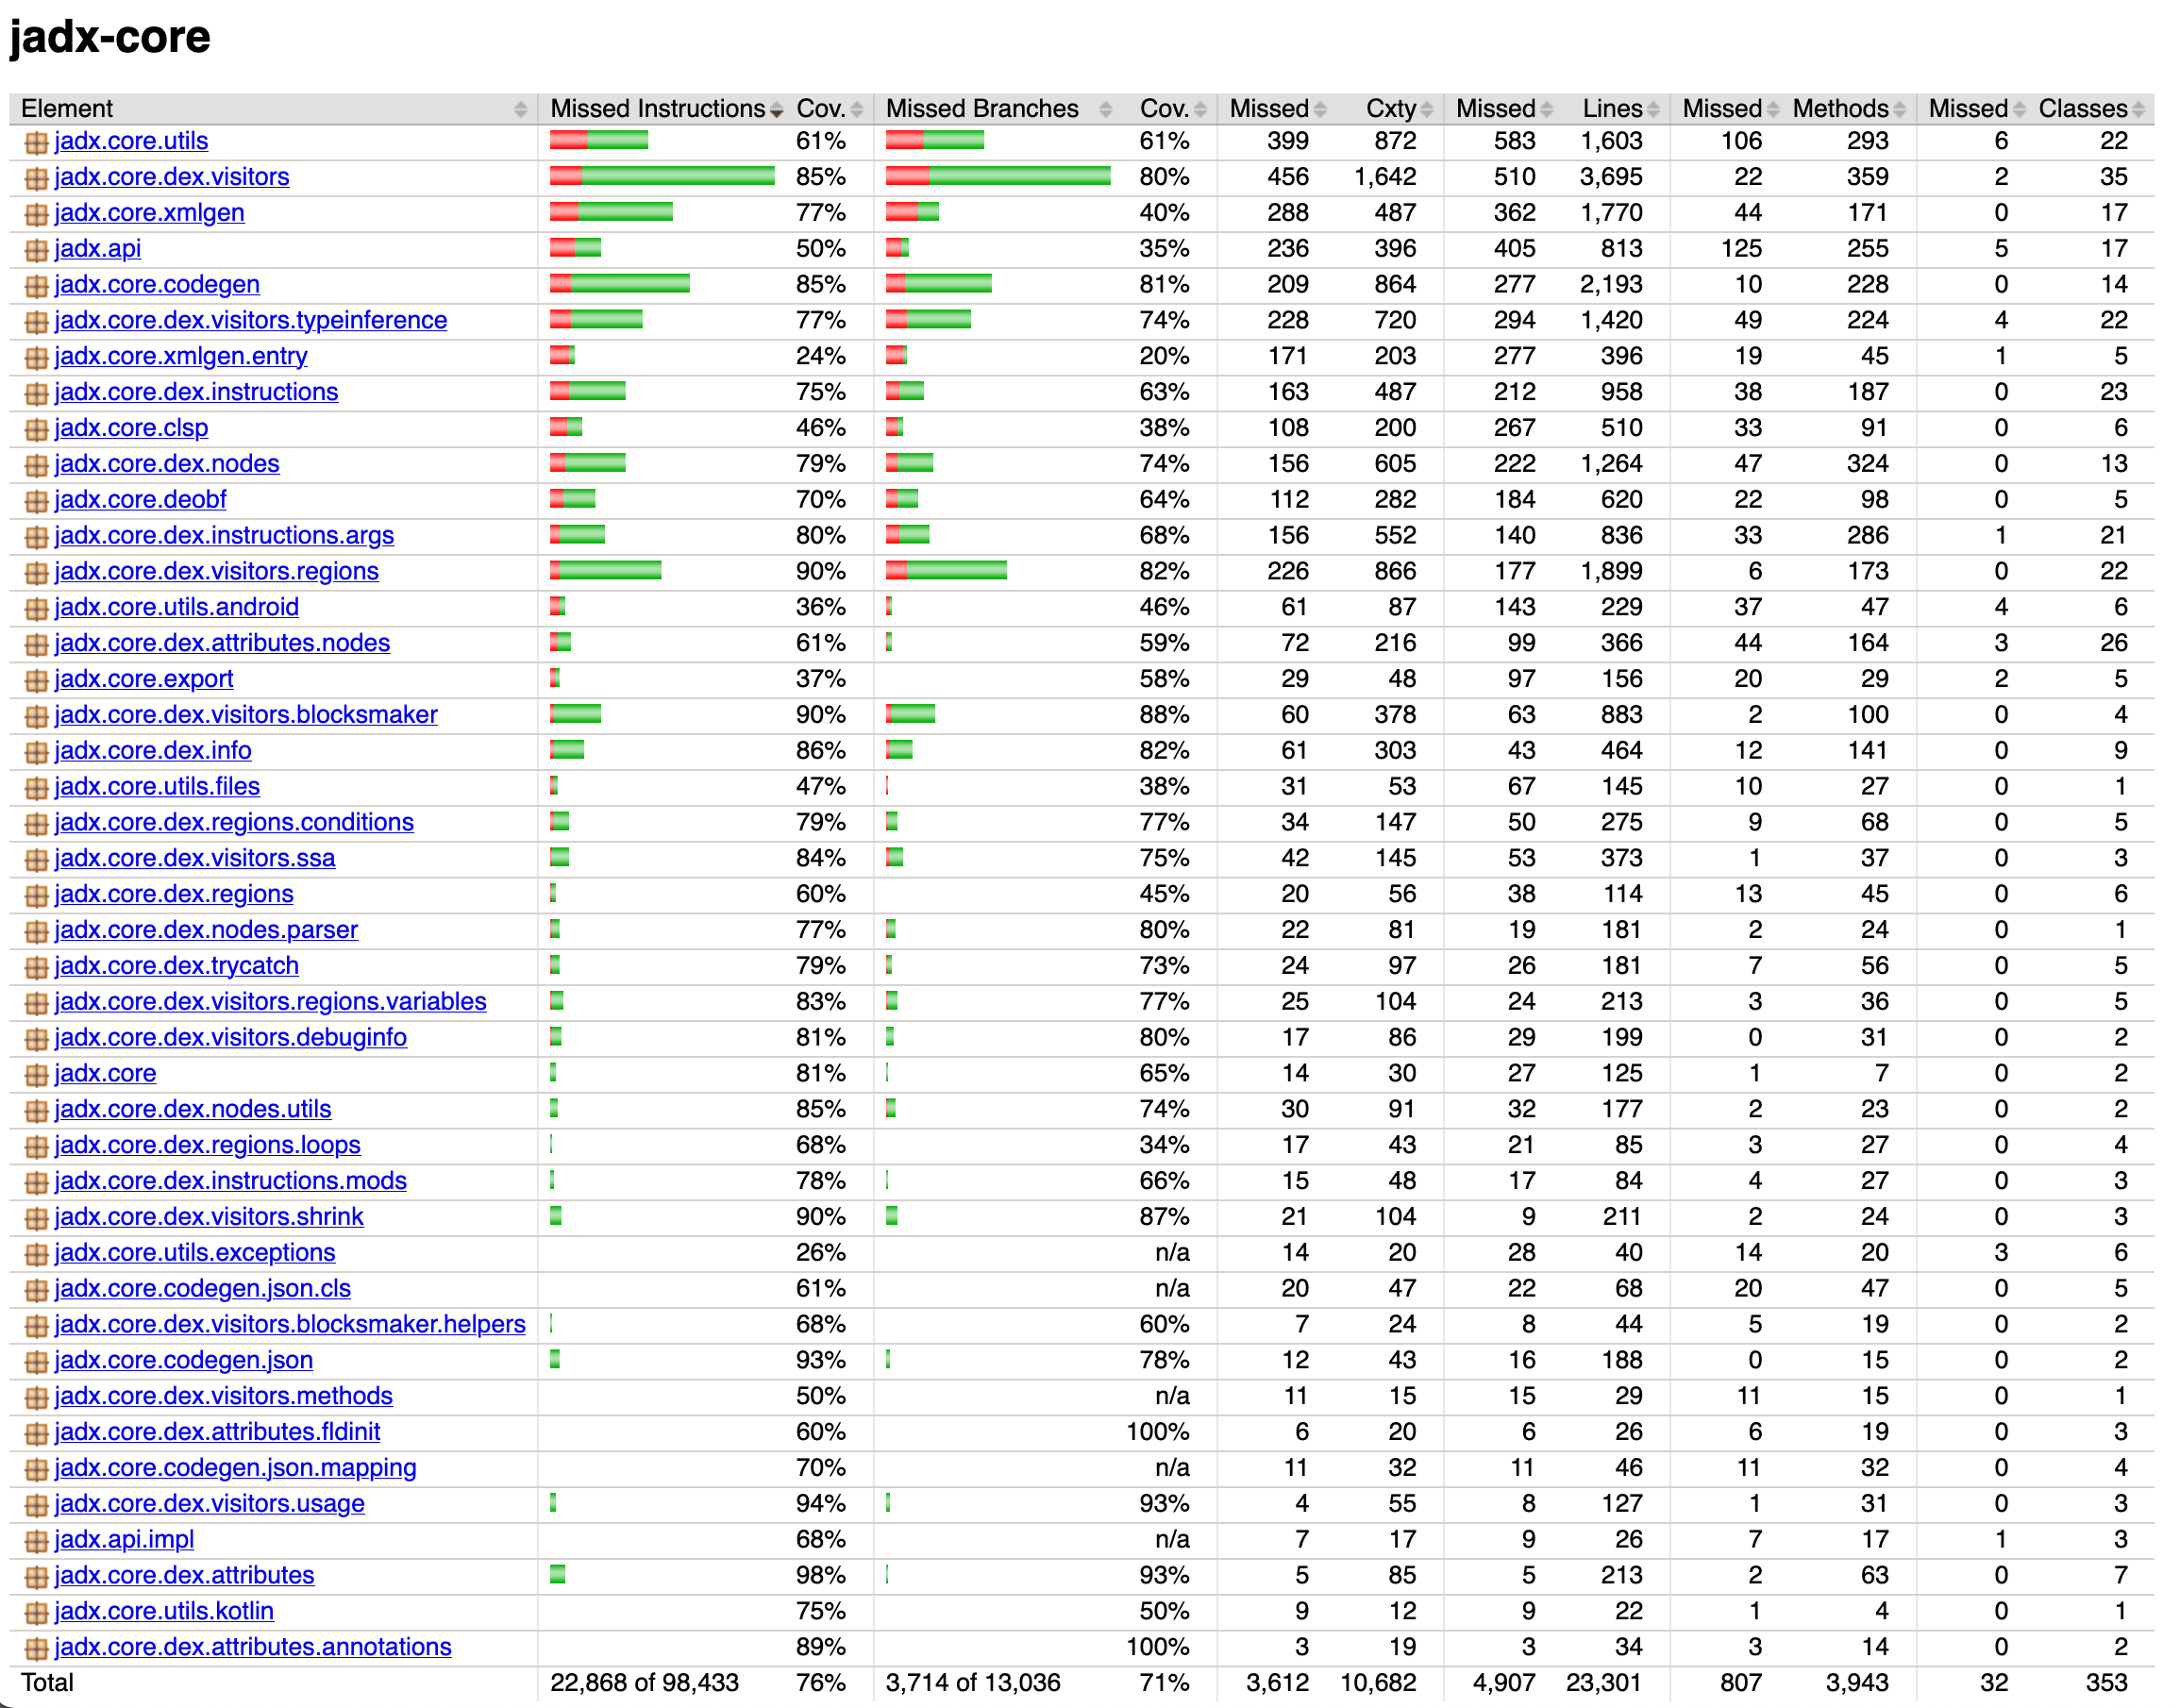 jadx-core
Element Missed Instructions Cov. Missed Branches Cov. Missed Cxty Missed Lines Missed Methods Missed Classes
jadx.core.utils 61% 61% 399 872 583 1,603 106 293 6 22
jadx.core.dex.visitors 85% 80% 456 1,642 510 3,695 22 359 2 35
jadx.core.xmlgen 77% 40% 288 487 362 1,770 44 171 0 17
jadx.api 50% 35% 236 396 405 813 125 255 5 17
jadx.core.codegen 85% 81% 209 864 277 2,193 10 228 0 14
jadx.core.dex.visitors.typeinference 77% 74% 228 720 294 1,420 49 224 4 22
jadx.core.xmlgen.entry 24% 20% 171 203 277 396 19 45 1 5
jadx.core.dex.instructions 75% 63% 163 487 212 958 38 187 0 23
jadx.core.clsp 46% 38% 108 200 267 510 33 91 0 6
jadx.core.dex.nodes 79% 74% 156 605 222 1,264 47 324 0 13
jadx.core.deobf 70% 64% 112 282 184 620 22 98 0 5
jadx.core.dex.instructions.args 80% 68% 156 552 140 836 33 286 1 21
jadx.core.dex.visitors.regions 90% 82% 226 866 177 1,899 6 173 0 22
jadx.core.utils.android 36% 46% 61 87 143 229 37 47 4 6
jadx.core.dex.attributes.nodes 61% 59% 72 216 99 366 44 164 3 26
jadx.core.export 37% 58% 29 48 97 156 20 29 2 5
jadx.core.dex.visitors.blocksmaker 90% 88% 60 378 63 883 2 100 0 4
jadx.core.dex.info 86% 82% 61 303 43 464 12 141 0 9
jadx.core.utils.files 47% 38% 31 53 67 145 10 27 0 1
jadx.core.dex.regions.conditions 79% 77% 34 147 50 275 9 68 0 5
jadx.core.dex.visitors.ssa 84% 75% 42 145 53 373 1 37 0 3
jadx.core.dex.regions 60% 45% 20 56 38 114 13 45 0 6
jadx.core.dex.nodes.parser 77% 80% 22 81 19 181 2 24 0 1
jadx.core.dex.trycatch 79% 73% 24 97 26 181 7 56 0 5
jadx.core.dex.visitors.regions.variables 83% 77% 25 104 24 213 3 36 0 5
jadx.core.dex.visitors.debuginfo 81% 80% 17 86 29 199 0 31 0 2
jadx.core 81% 65% 14 30 27 125 1 7 0 2
jadx.core.dex.nodes.utils 85% 74% 30 91 32 177 2 23 0 2
jadx.core.dex.regions.loops 68% 34% 17 43 21 85 3 27 0 4
jadx.core.dex.instructions.mods 78% 66% 15 48 17 84 4 27 0 3
jadx.core.dex.visitors.shrink 90% 87% 21 104 9 211 2 24 0 3
jadx.core.utils.exceptions 26% n/a 14 20 28 40 14 20 3 6
jadx.core.codegen.json.cls 61% n/a 20 47 22 68 20 47 0 5
jadx.core.dex.visitors.blocksmaker.helpers 68% 60% 7 24 8 44 5 19 0 2
jadx.core.codegen.json 93% 78% 12 43 16 188 0 15 0 2
jadx.core.dex.visitors.methods 50% n/a 11 15 15 29 11 15 0 1
jadx.core.dex.attributes.fldinit 60% 100% 6 20 6 26 6 19 0 3
jadx.core.codegen.json.mapping 70% n/a 11 32 11 46 11 32 0 4
jadx.core.dex.visitors.usage 94% 93% 4 55 8 127 1 31 0 3
jadx.api.impl 68% n/a 7 17 9 26 7 17 1 3
jadx.core.dex.attributes 98% 93% 5 85 5 213 2 63 0 7
jadx.core.utils.kotlin 75% 50% 9 12 9 22 1 4 0 1
jadx.core.dex.attributes.annotations 89% 100% 3 19 3 34 3 14 0 2
Total 22,868 of 98,433 76% 3,714 of 13,036 71% 3,612 10,682 4,907 23,301 807 3,943 32 353